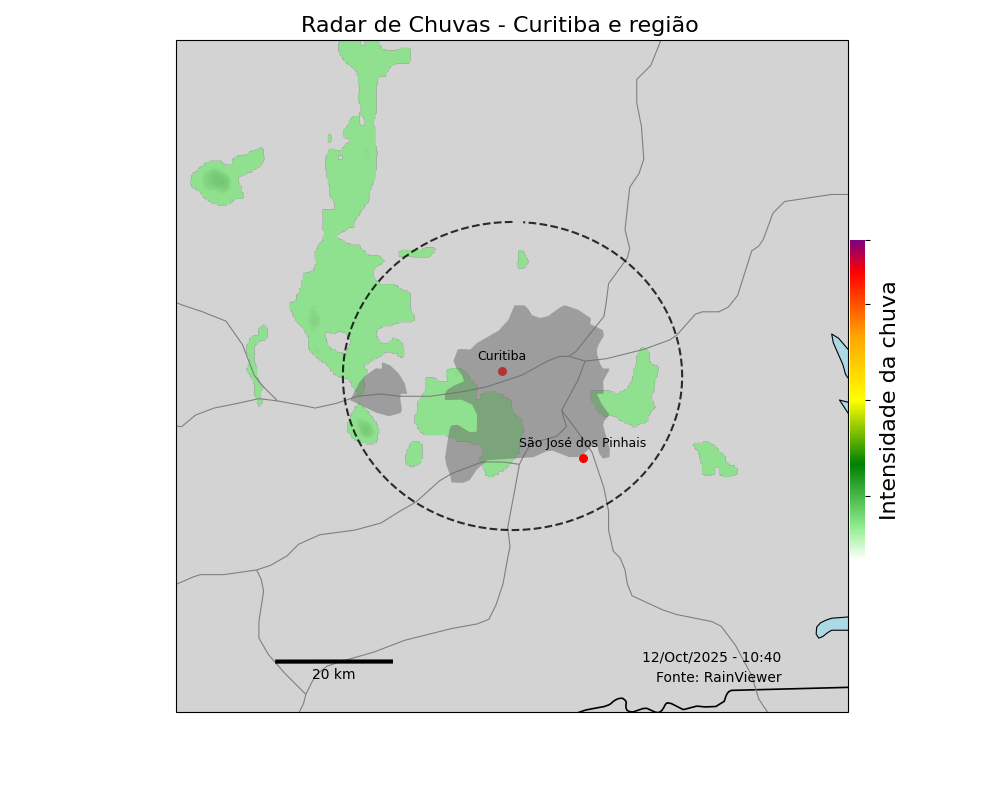 Radar de Chuvas - Curitiba e região
Curitiba
São José dos Pinhais
Intensidade da chuva
12/Oct/2025 - 10:40
Fonte: RainViewer
20 km